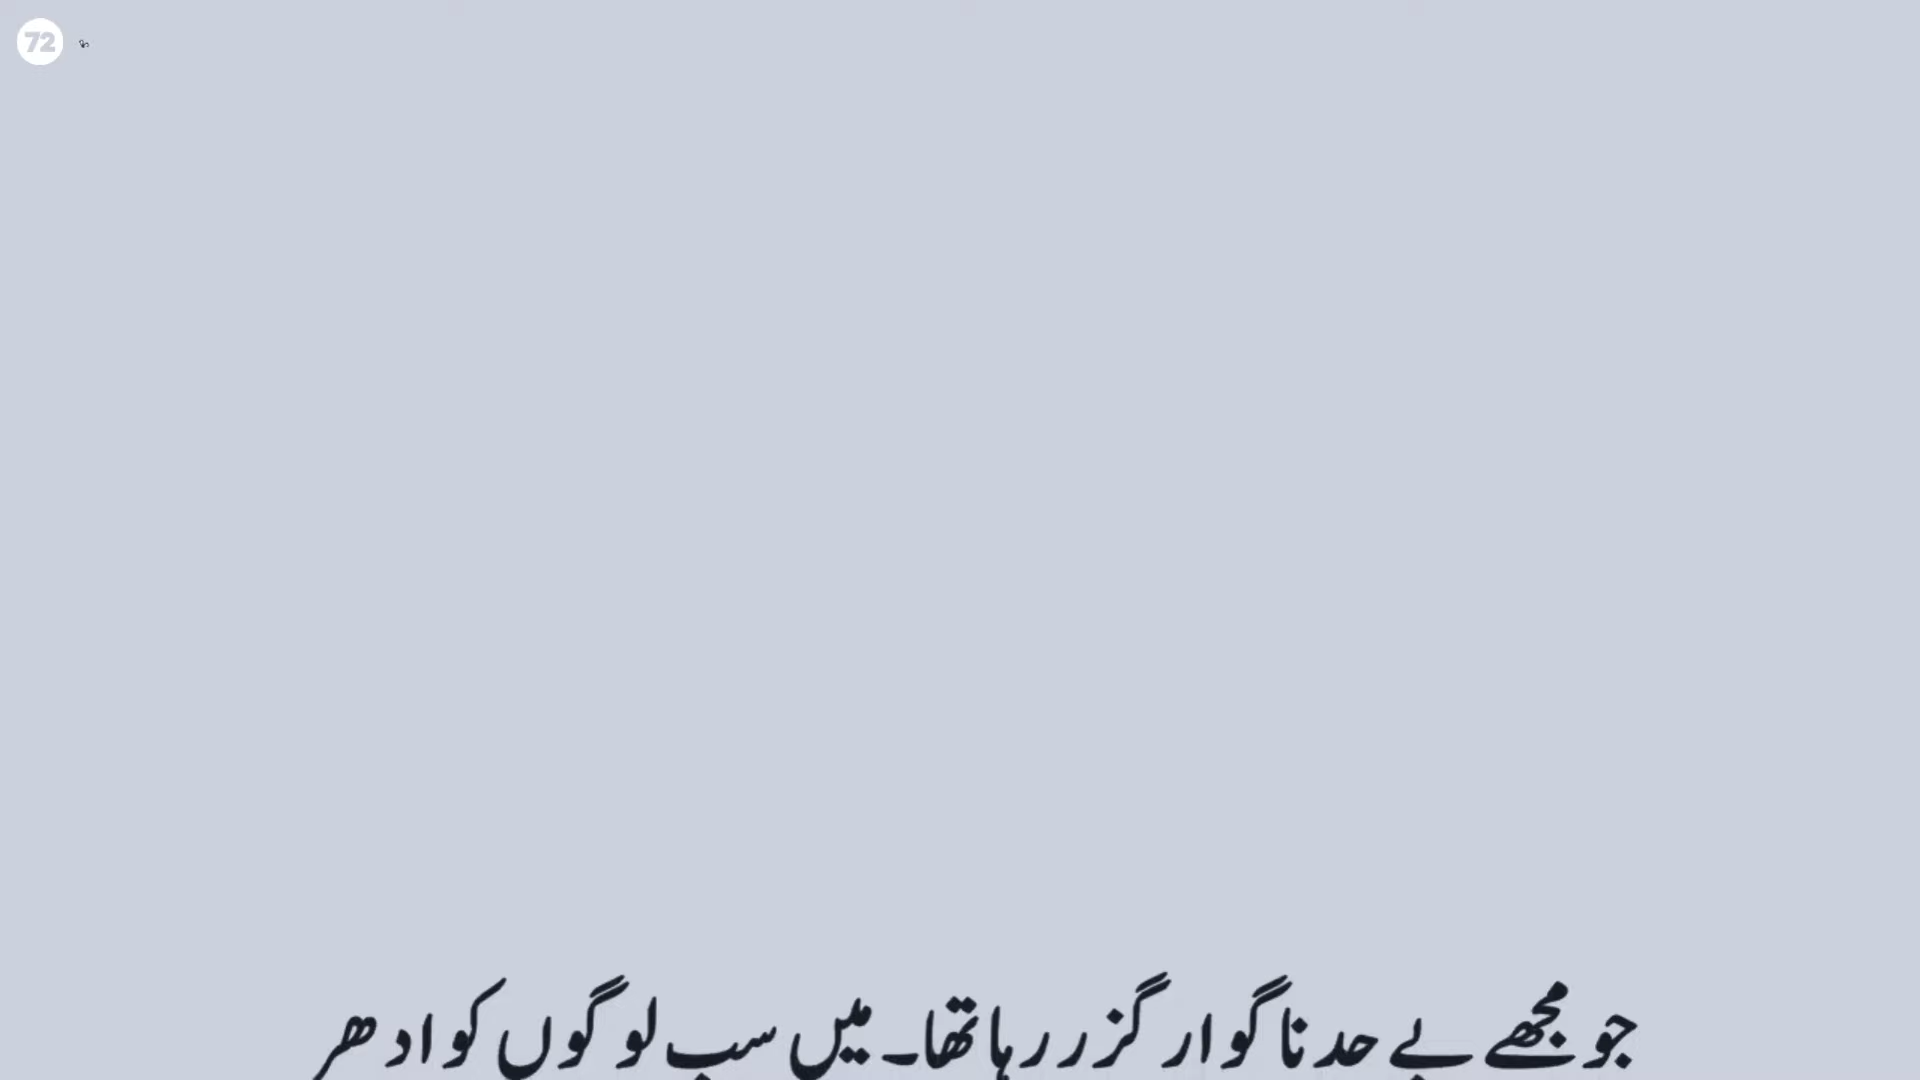 72
جو مجھے بے حد ناگوار گزر رہا تھا۔ میں سب لوگوں کو ادھر